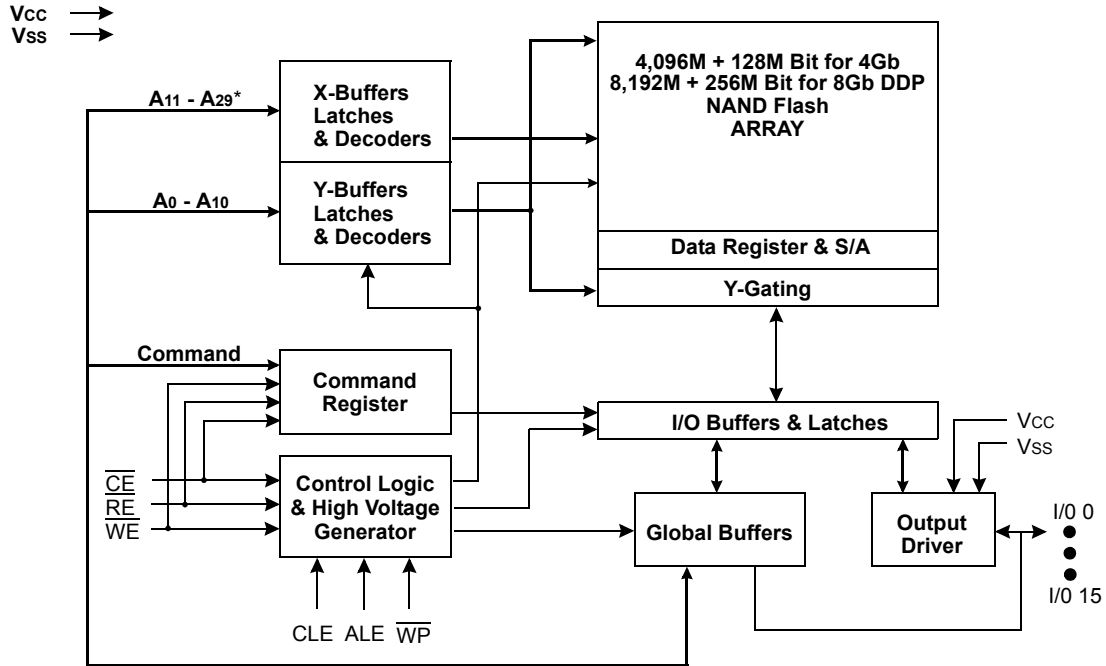 VCC
VSS
A11 - A29*
X-Buffers
Latches
& Decoders
4,096M + 128M Bit for 4Gb
8,192M + 256M Bit for 8Gb DDP
NAND Flash
ARRAY
A0 - A10
Y-Buffers
Latches
& Decoders
Data Register & S/A
Y-Gating
Command
Command
Register
I/O Buffers & Latches
VCC
VSS
CE
RE
WE
Control Logic
& High Voltage
Generator
Global Buffers
Output
Driver
I/0 0
I/0 15
CLE ALE WP